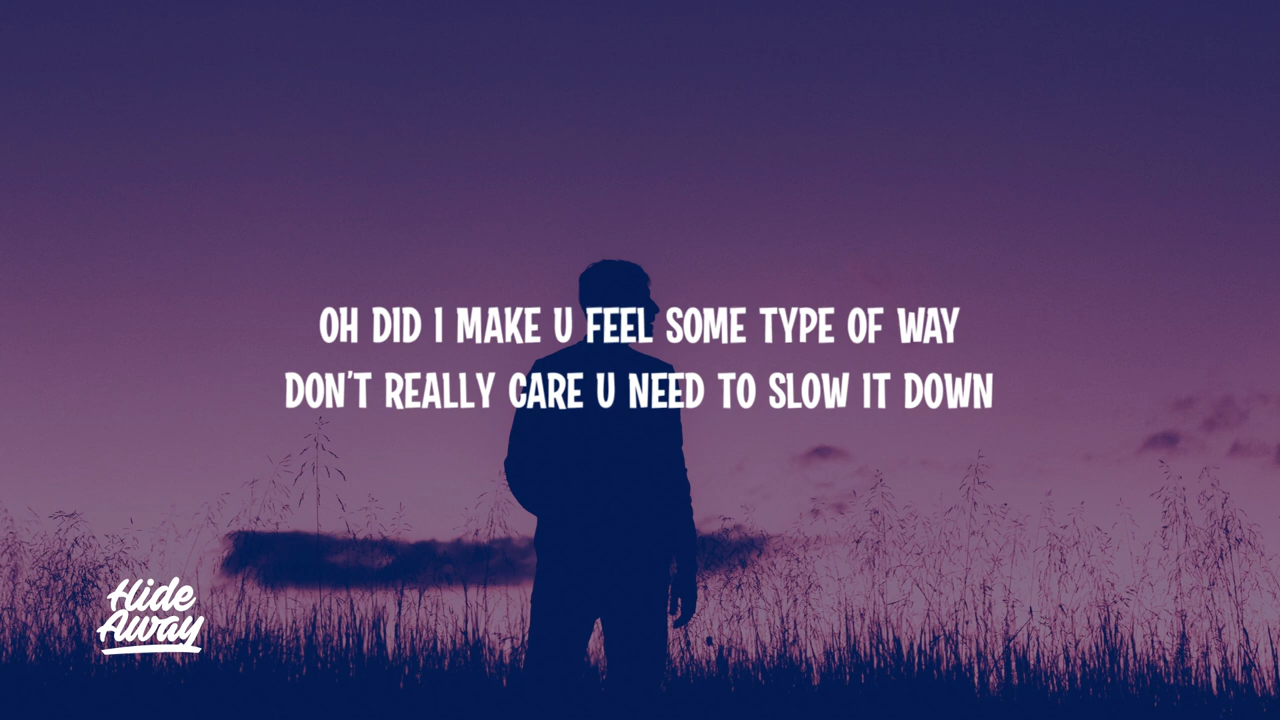 OH DID I MAKE U FEEL SOME TYPE OF WAY
DON'T REALLY CARE U NEED TO SLOW IT DOWN
Hide
Away